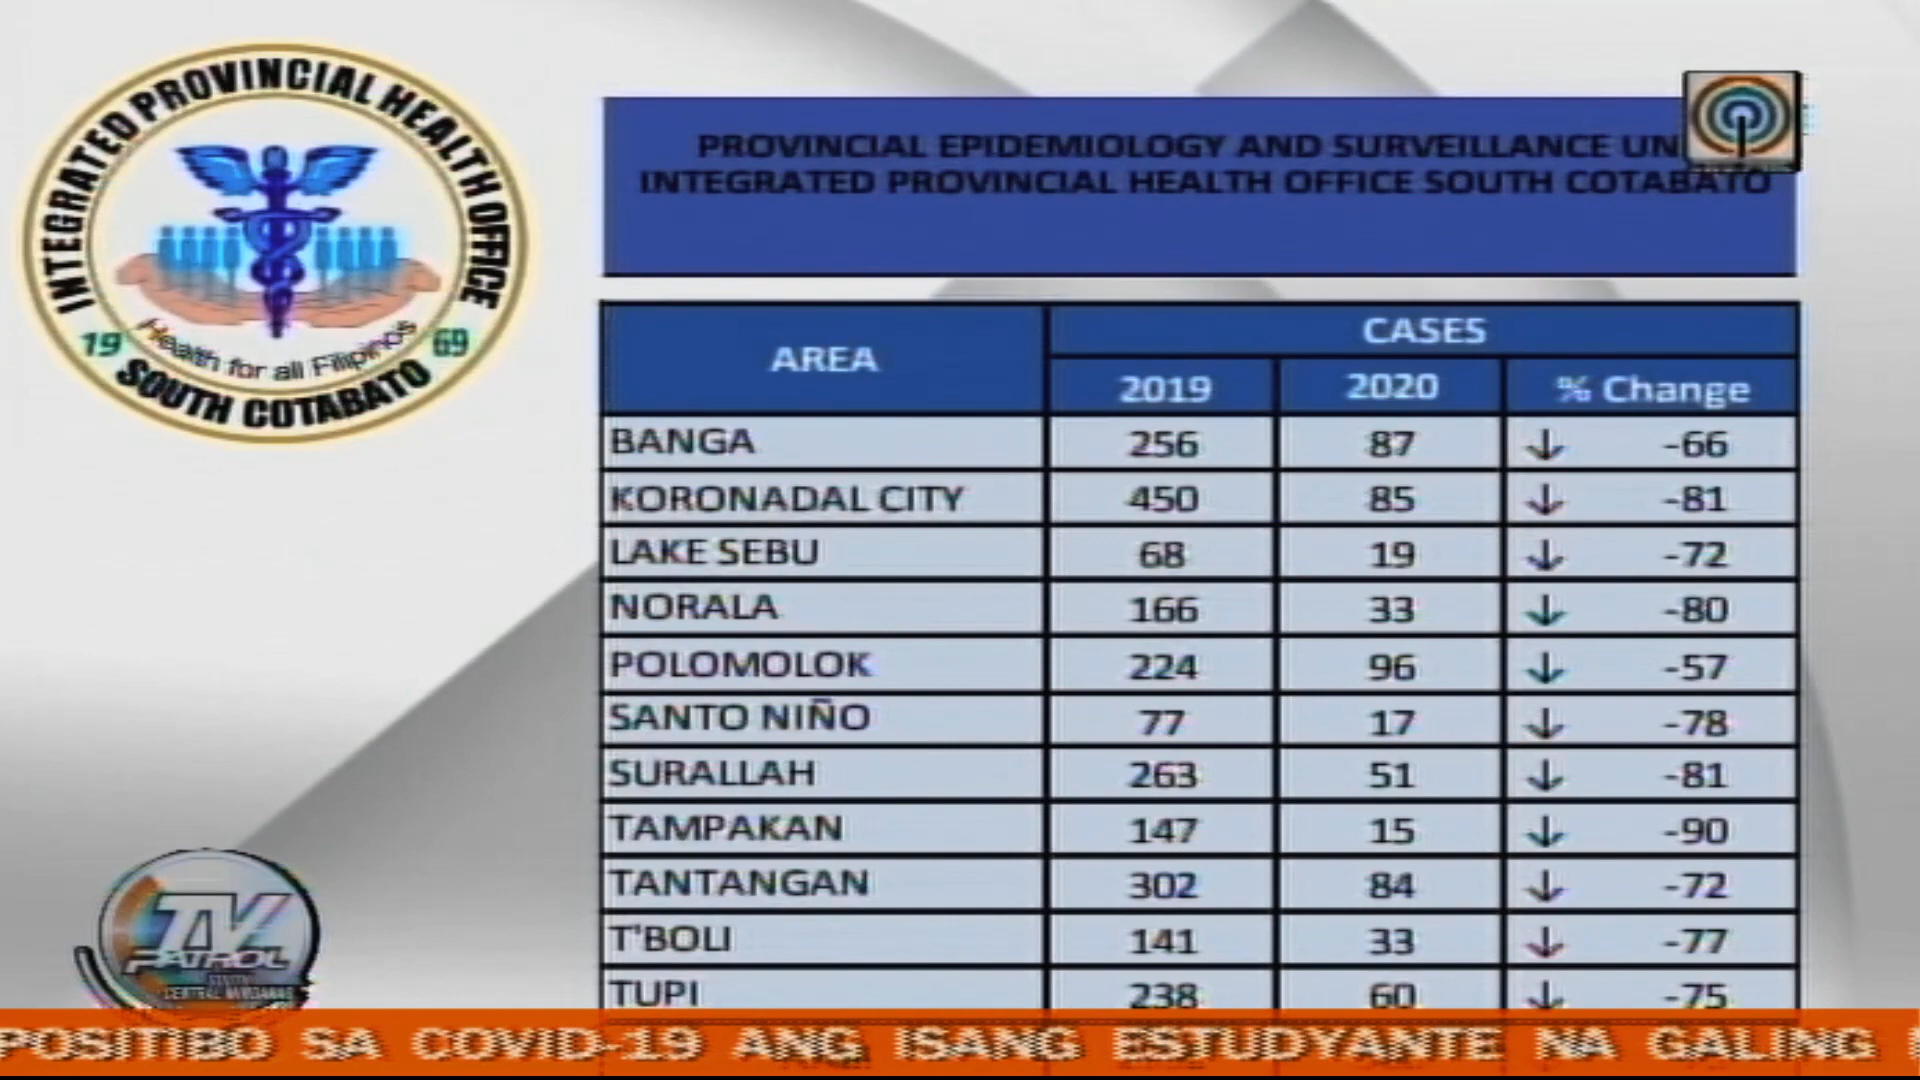 INTEGRATED PROVINCIAL HEALTH OFFICE
19 69
Health for all Filipinos
SOUTH COTABATO
PROVINCIAL EPIDEMIOLOGY AND SURVEILLANCE
INTEGRATED PROVINCIAL HEALTH OFFICE SOUTH COTABATO
AREA CASES
2019 2020 % Change
BANGA 256 87 ↓ -66
KORONADAL CITY 450 85 ↓ -81
LAKE SEBU 68 19 ↓ -72
NORALA 166 33 ↓ -80
POLOMOLOK 224 96 ↓ -57
SANTO NIÑO 77 17 ↓ -78
SURALLAH 263 51 ↓ -81
TAMPAKAN 147 15 ↓ -90
TANTANGAN 302 84 ↓ -72
T'BOLI 141 33 ↓ -77
TUPI 238 60 ↓ -75
TV
PATROL
SOUTH
CENTRAL MINDANAO
POSITIBO SA COVID-19 ANG ISANG ESTUDYANTE NA GALING